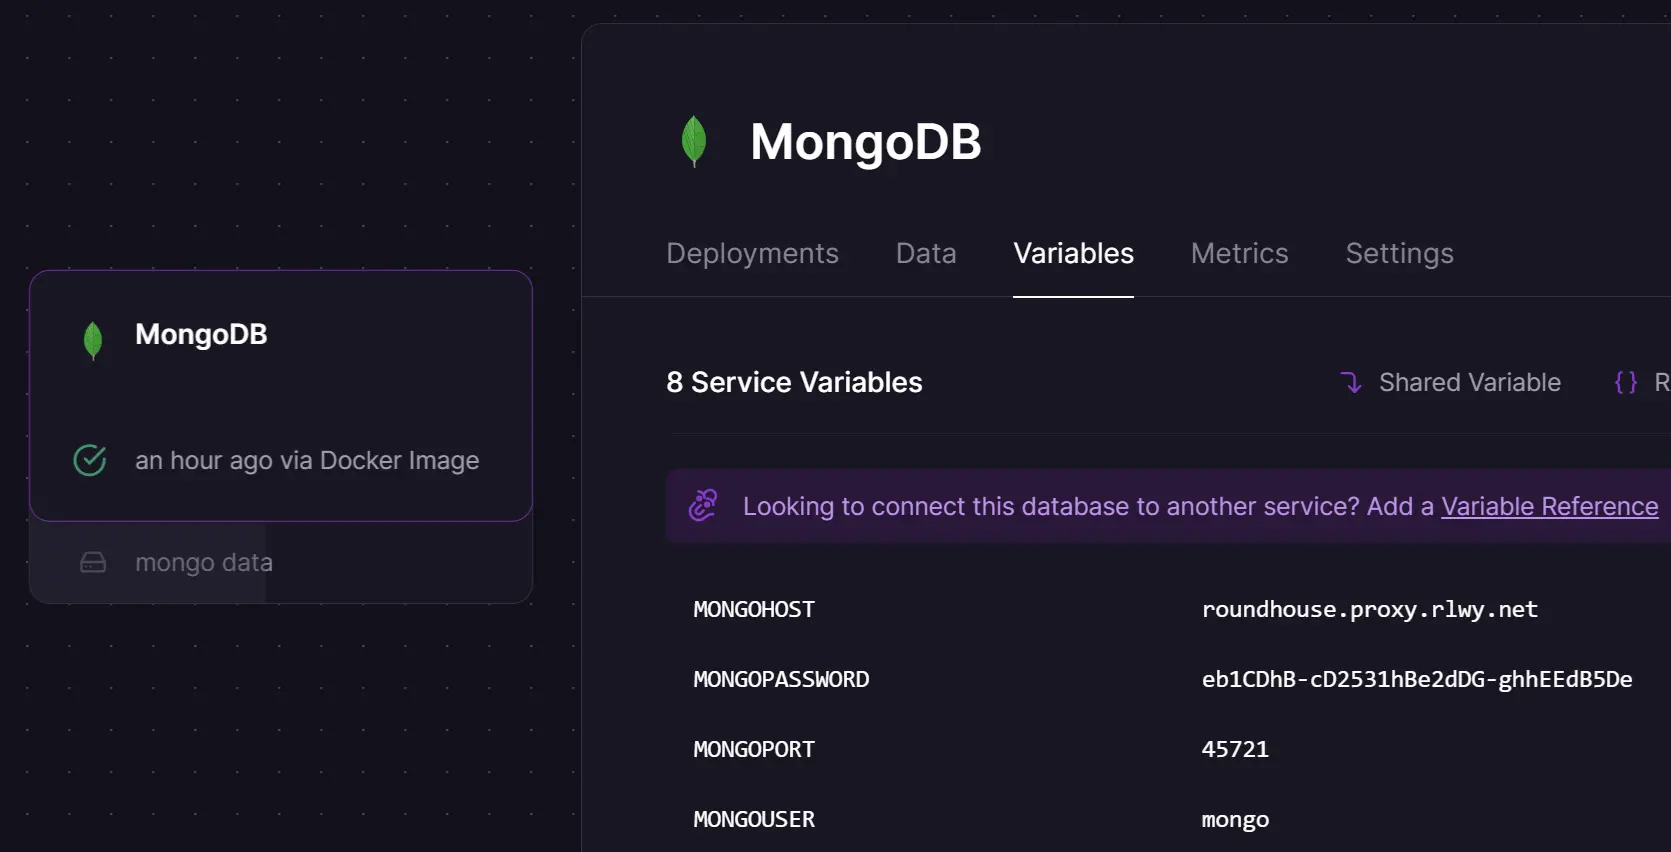 MongoDB
an hour ago via Docker Image
mongo data
MongoDB
Deployments Data Variables Metrics Settings
8 Service Variables
Shared Variable
{} R
Looking to connect this database to another service? Add a Variable Reference
MONGOHOST roundhouse.proxy.rlwy.net
MONGOPASSWORD eb1CDhB-cD2531hBe2dDG-ghhEEdB5De
MONGOPORT 45721
MONGOUSER mongo